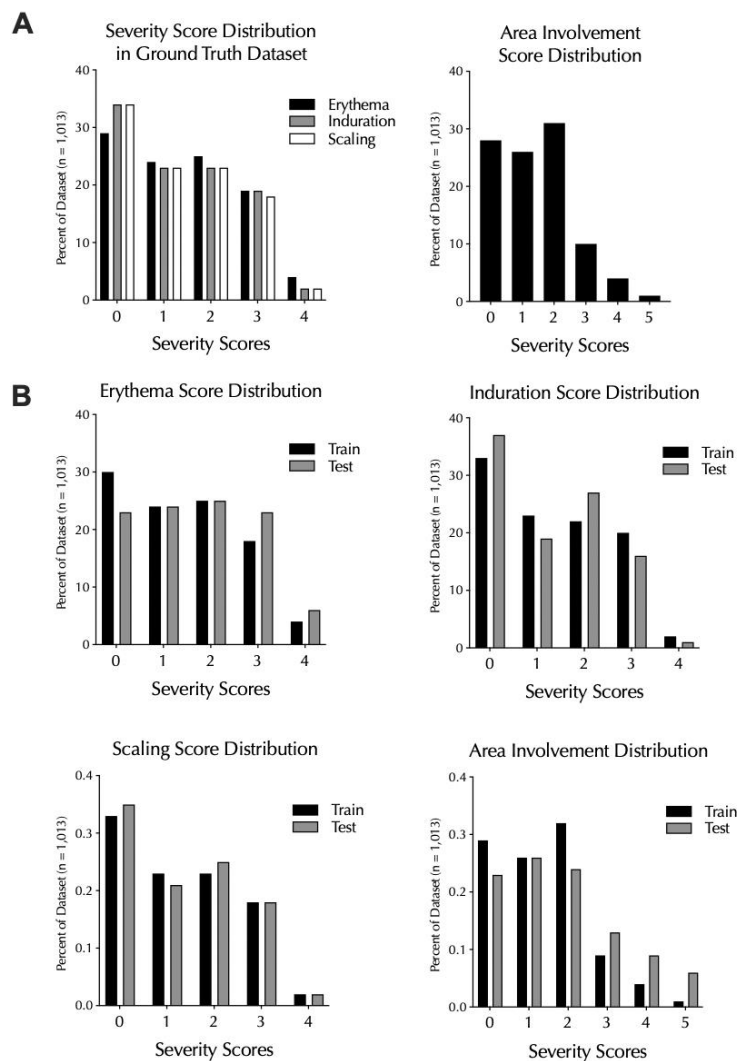 A
Severity Score Distribution
in Ground Truth Dataset
Percent of Dataset (n = 1,013)
40
30
20
10
0
Erythema
Induration
Scaling
0 1 2 3 4
Severity Scores
Area Involvement
Score Distribution
Percent of Dataset (n = 1,013)
40
30
20
10
0
0 1 2 3 4 5
Severity Scores
B
Erythema Score Distribution
Percent of Dataset (n = 1,013)
40
30
20
10
0
Train
Test
0 1 2 3 4
Severity Scores
Induration Score Distribution
Percent of Dataset (n = 1,013)
40
30
20
10
0
Train
Test
0 1 2 3 4
Severity Scores
Scaling Score Distribution
Percent of Dataset (n = 1,013)
0.4
0.3
0.2
0.1
0.0
Train
Test
0 1 2 3 4
Severity Scores
Area Involvement Distribution
Percent of Dataset (n = 1,013)
0.4
0.3
0.2
0.1
0.0
Train
Test
0 1 2 3 4 5
Severity Scores